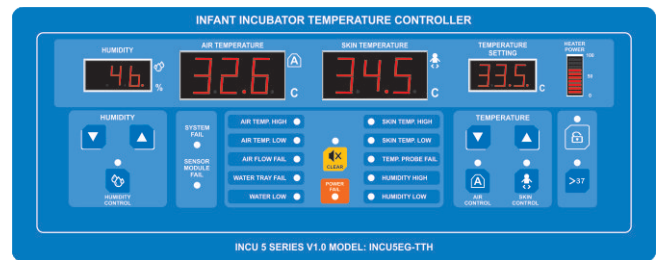 INFANT INCUBATOR TEMPERATURE CONTROLLER
HUMIDITY
AIR TEMPERATURE
SKIN TEMPERATURE
TEMPERATURE
SETTING
HEATER
POWER
46.
%
32.6
A
C
34.5
C
33.5
C
100
50
0
HUMIDITY
HUMIDITY
CONTROL
SYSTEM
FAIL
SENSOR
MODULE
FAIL
AIR TEMP. HIGH
AIR TEMP. LOW
AIR FLOW FAIL
WATER TRAY FAIL
WATER LOW
CLEAR
POWER
FAIL
SKIN TEMP. HIGH
SKIN TEMP. LOW
TEMP. PROBE FAIL
HUMIDITY HIGH
HUMIDITY LOW
TEMPERATURE
A
AIR
CONTROL
SKIN
CONTROL
>37
INCU 5 SERIES V1.0 MODEL: INCU5EG-TTH